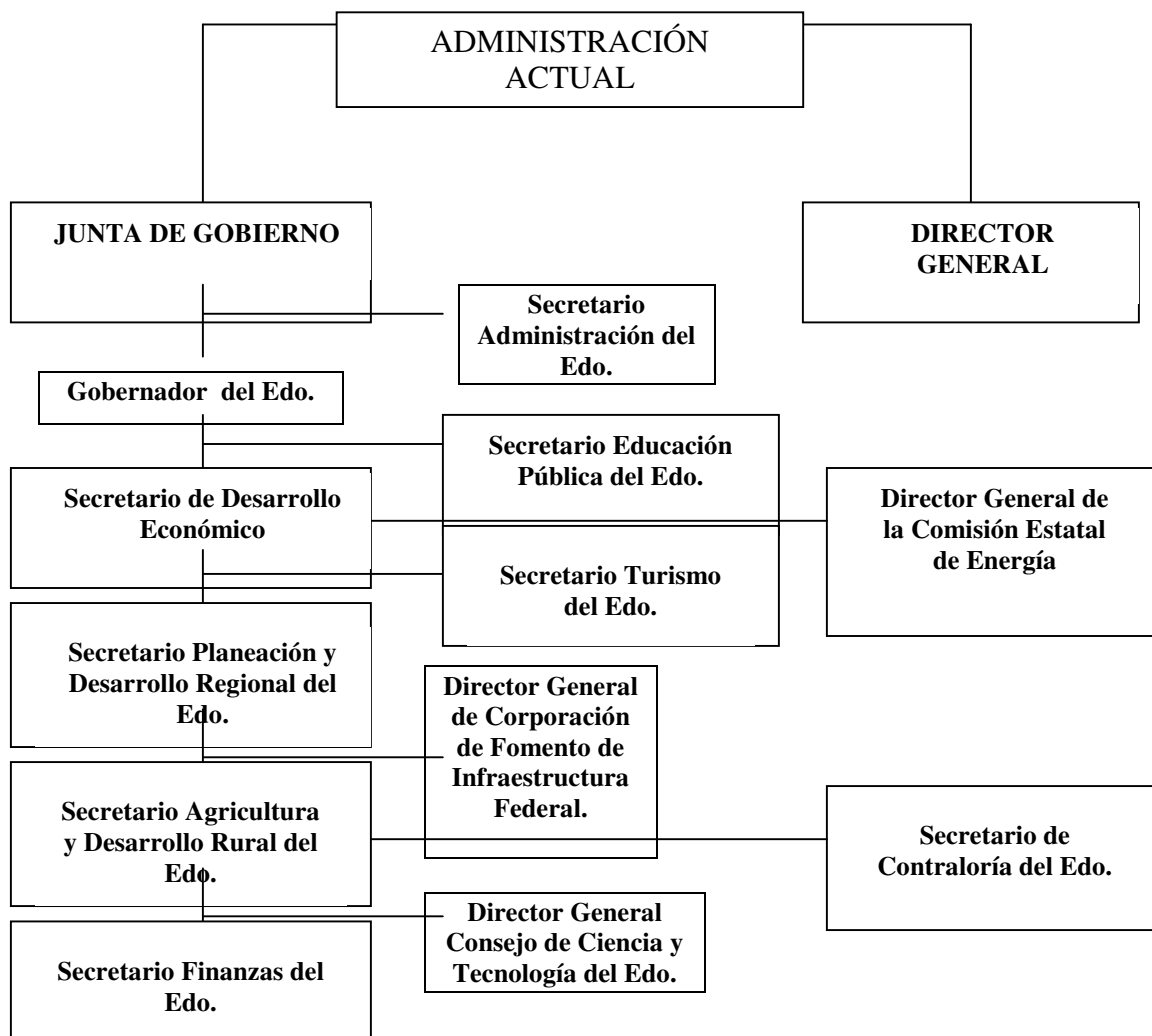 ADMINISTRACIÓN
ACTUAL
JUNTA DE GOBIERNO
DIRECTOR
GENERAL
Secretario
Administración del
Edo.
Gobernador  del Edo.
Secretario Educación
Pública del Edo.
Secretario de Desarrollo
Económico
Director General de
la Comisión Estatal
de Energía
Secretario Turismo
del Edo.
Secretario Planeación y
Desarrollo Regional del
Edo.
Director General
de Corporación
de Fomento de
Infraestructura
Federal.
Secretario Agricultura
y Desarrollo Rural del
Edo.
Secretario de
Contraloría del Edo.
Director General
Consejo de Ciencia y
Tecnología del Edo.
Secretario Finanzas del
Edo.